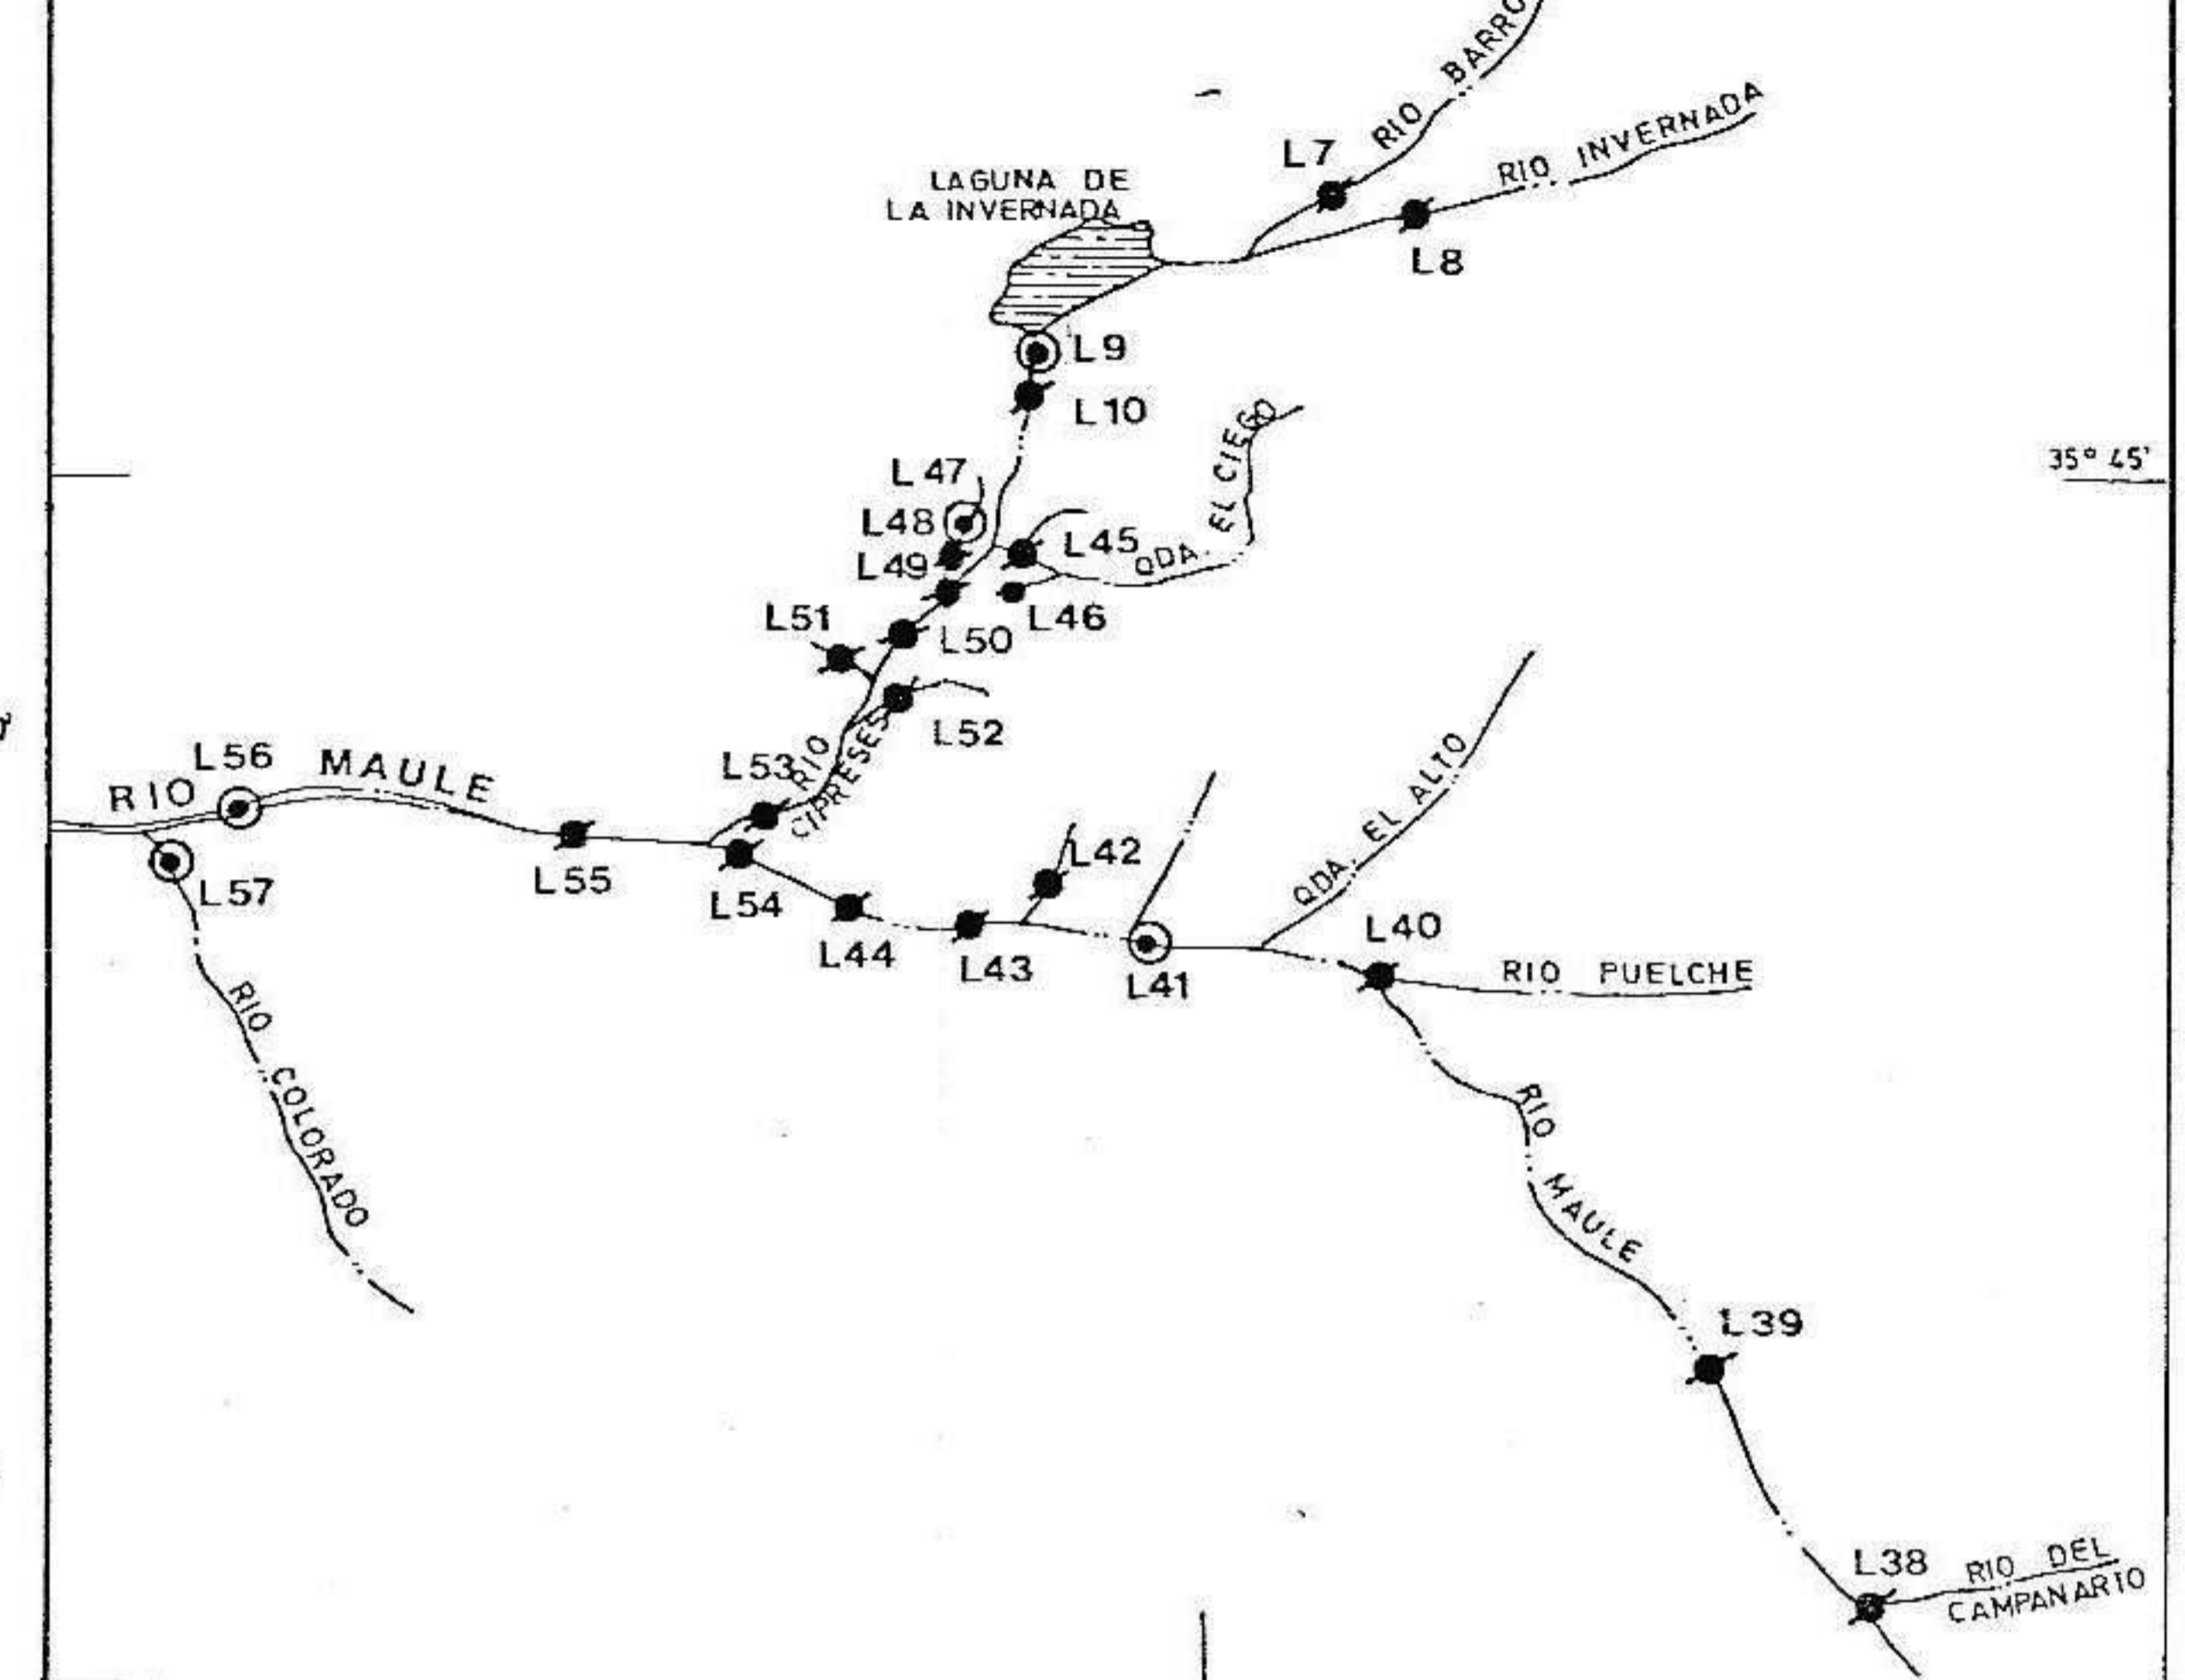 RIO BARRO
RIO INVERNADA
L7
L8
LAGUNA DE
LA INVERNADA
L9
L10
35° 45'
L47
L48
L49
L45
L46
QDA. EL CIEGO
L51
L50
L52
L53
RIO
CIPRESES
L56
RIO MAULE
L57
L55
L54
L44
L43
L42
L41
QDA. EL ALTO
L40
RIO PUELCHE
RIO COLORADO
RIO MAULE
L39
L38
RIO DEL
CAMPANARIO